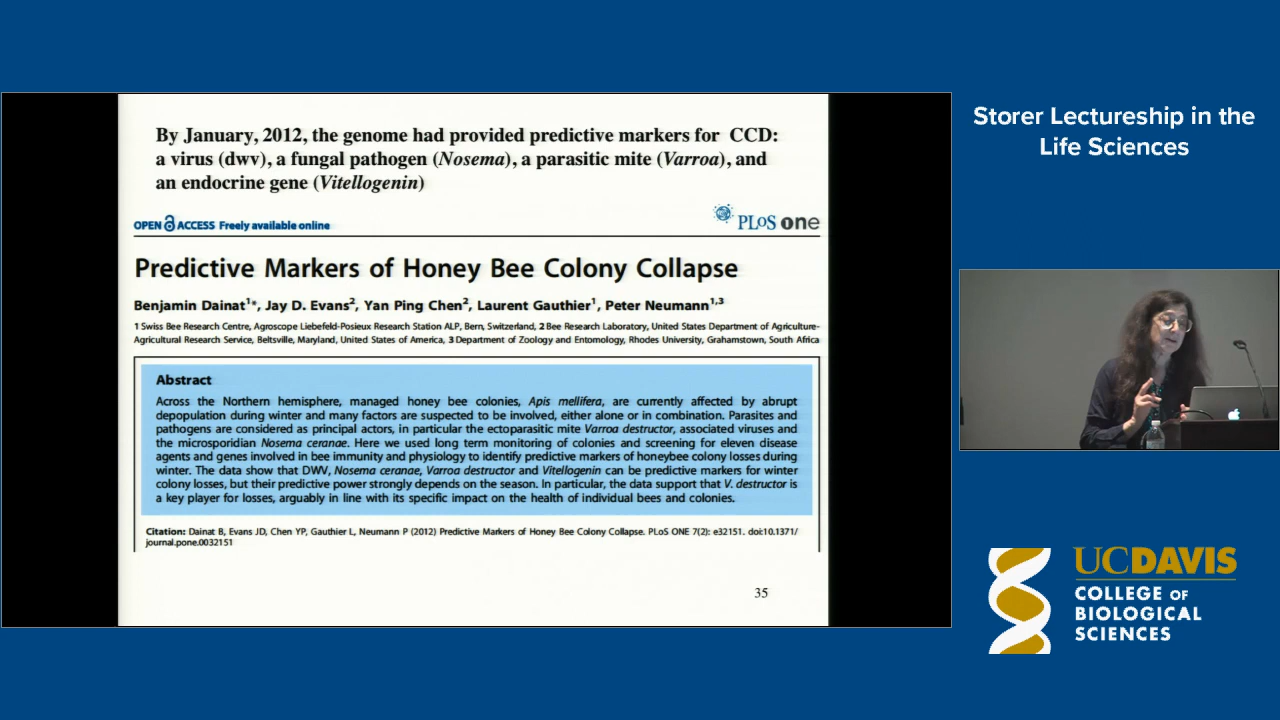 By January, 2012, the genome had provided predictive markers for CCD:
a virus (dwv), a fungal pathogen (Nosema), a parasitic mite (Varroa), and
an endocrine gene (Vitellogenin)
OPEN ACCESS Freely available online
PLoS one
Predictive Markers of Honey Bee Colony Collapse
Benjamin Dainat1*, Jay D. Evans2, Yan Ping Chen2, Laurent Gauthier1, Peter Neumann1,3
1 Swiss Bee Research Centre, Agroscope Liebefeld-Posieux Research Station ALP, Bern, Switzerland, 2 Bee Research Laboratory, United States Department of Agriculture-
Agricultural Research Service, Beltsville, Maryland, United States of America, 3 Department of Zoology and Entomology, Rhodes University, Grahamstown, South Africa
Abstract
Across the Northern hemisphere, managed honey bee colonies, Apis mellifera, are currently affected by abrupt
depopulation during winter and many factors are suspected to be involved, either alone or in combination. Parasites and
pathogens are considered as principal actors, in particular the ectoparasitic mite Varroa destructor, associated viruses and
the microsporidian Nosema ceranae. Here we used long term monitoring of colonies and screening for eleven disease
agents and genes involved in bee immunity and physiology to identify predictive markers of honeybee colony losses during
winter. The data show that DWV, Nosema ceranae, Varroa destructor and Vitellogenin can be predictive markers for winter
colony losses, but their predictive power strongly depends on the season. In particular, the data support that V. destructor is
a key player for losses, arguably in line with its specific impact on the health of individual bees and colonies.
Citation: Dainat B, Evans JD, Chen YP, Gauthier L, Neumann P (2012) Predictive Markers of Honey Bee Colony Collapse. PLoS ONE 7(2): e32151. doi:10.1371/
journal.pone.0032151
35
Storer Lectureship in the
Life Sciences
UCDAVIS
COLLEGE OF
BIOLOGICAL
SCIENCES